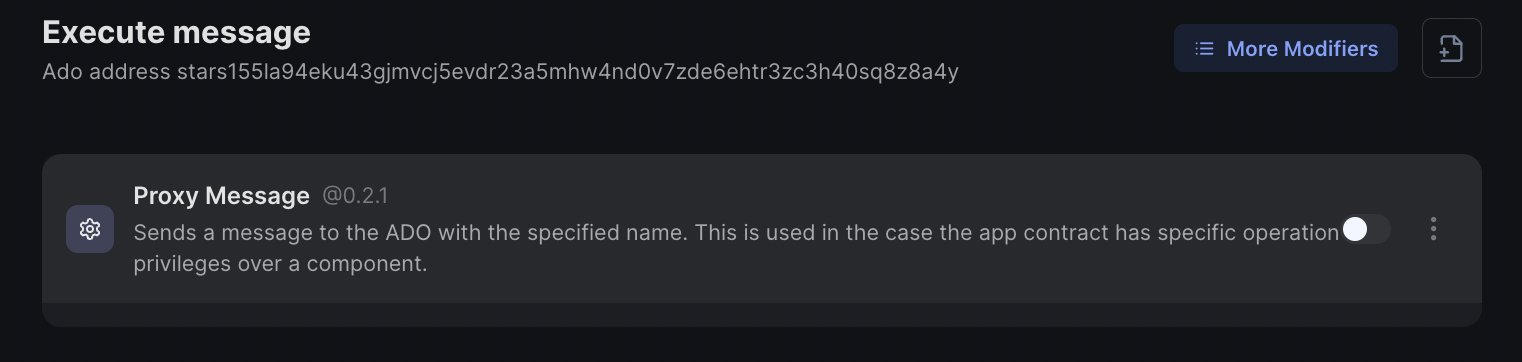 Execute message
More Modifiers
Ado address stars155la94eku43gjmvcj5evdr23a5mhw4nd0v7zde6ehtr3zc3h40sq8z8a4y
Proxy Message @0.2.1
Sends a message to the ADO with the specified name. This is used in the case the app contract has specific operation
privileges over a component.